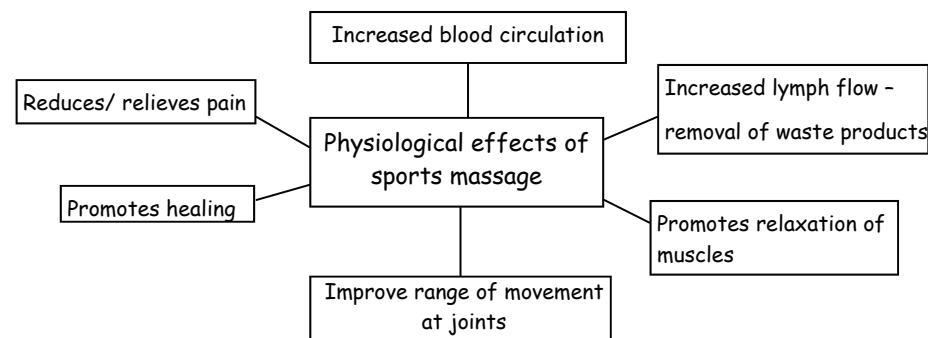 Increased blood circulation
Reduces/ relieves pain
Increased lymph flow –
removal of waste products
Physiological effects of
sports massage
Promotes healing
Promotes relaxation of
muscles
Improve range of movement
at joints